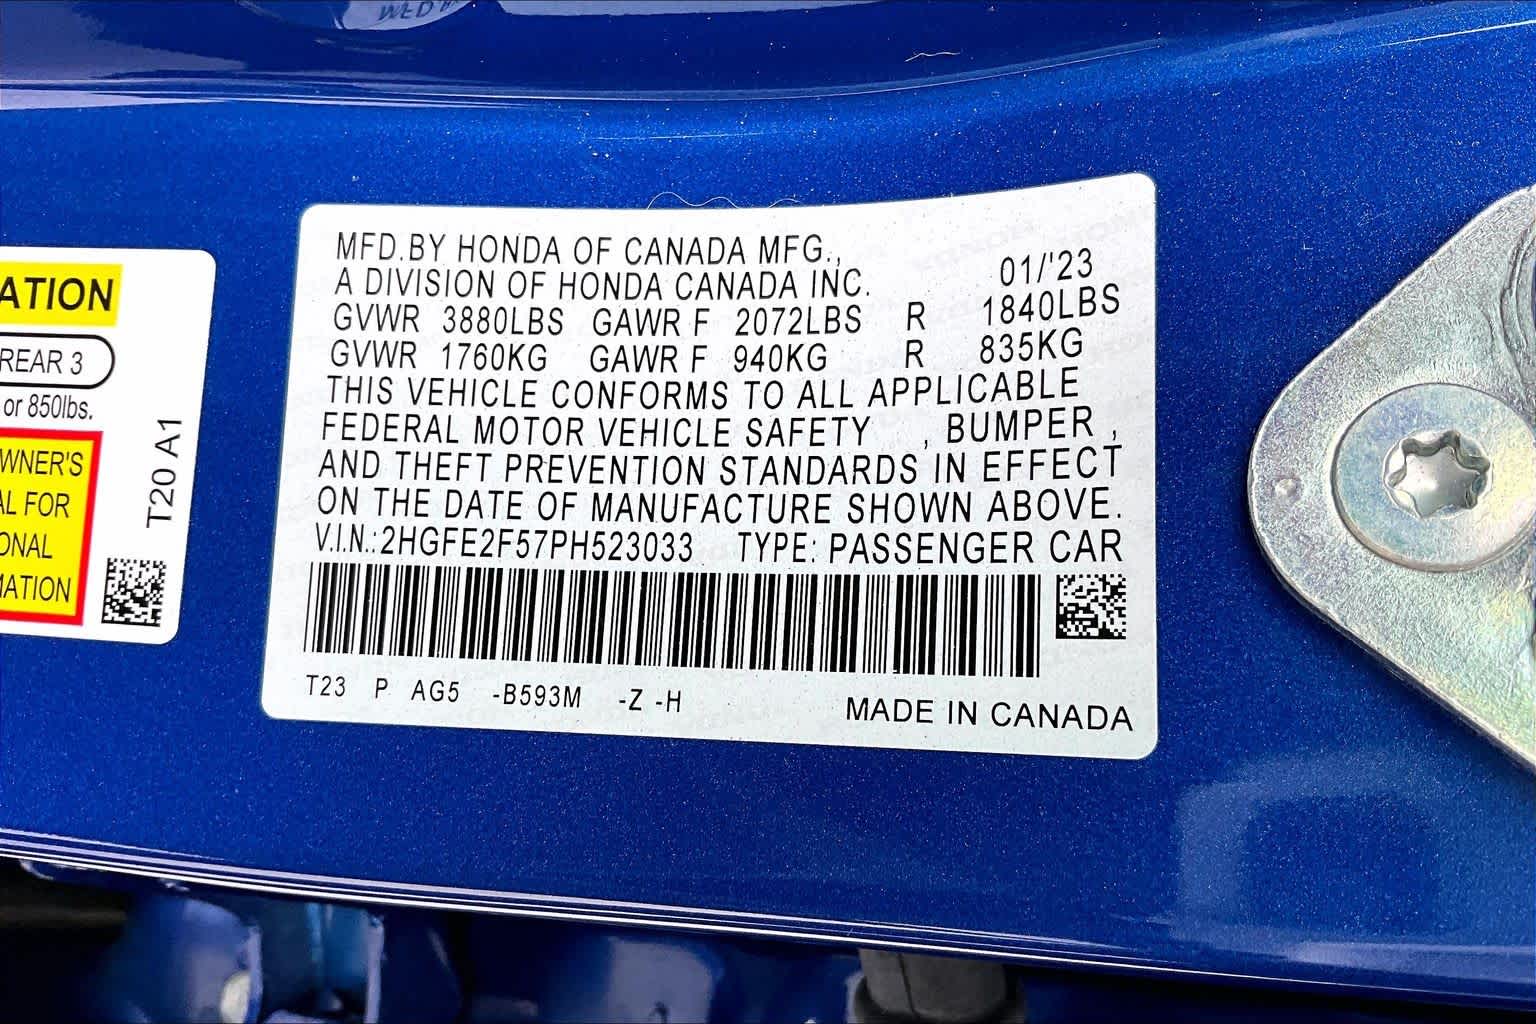 ATION
REAR 3
or 850lbs.
WNER'S
AL FOR
ONAL
MATION
T20 A1
MFD.BY HONDA OF CANADA MFG.,
A DIVISION OF HONDA CANADA INC. 01/'23
GVWR 3880LBS GAWR F 2072LBS R 1840LBS
GVWR 1760KG GAWR F 940KG R 835KG
THIS VEHICLE CONFORMS TO ALL APPLICABLE
FEDERAL MOTOR VEHICLE SAFETY , BUMPER ,
AND THEFT PREVENTION STANDARDS IN EFFECT
ON THE DATE OF MANUFACTURE SHOWN ABOVE.
V.I.N.:2HGFE2F57PH523033 TYPE: PASSENGER CAR
T23 P AG5 -B593M -Z -H
MADE IN CANADA